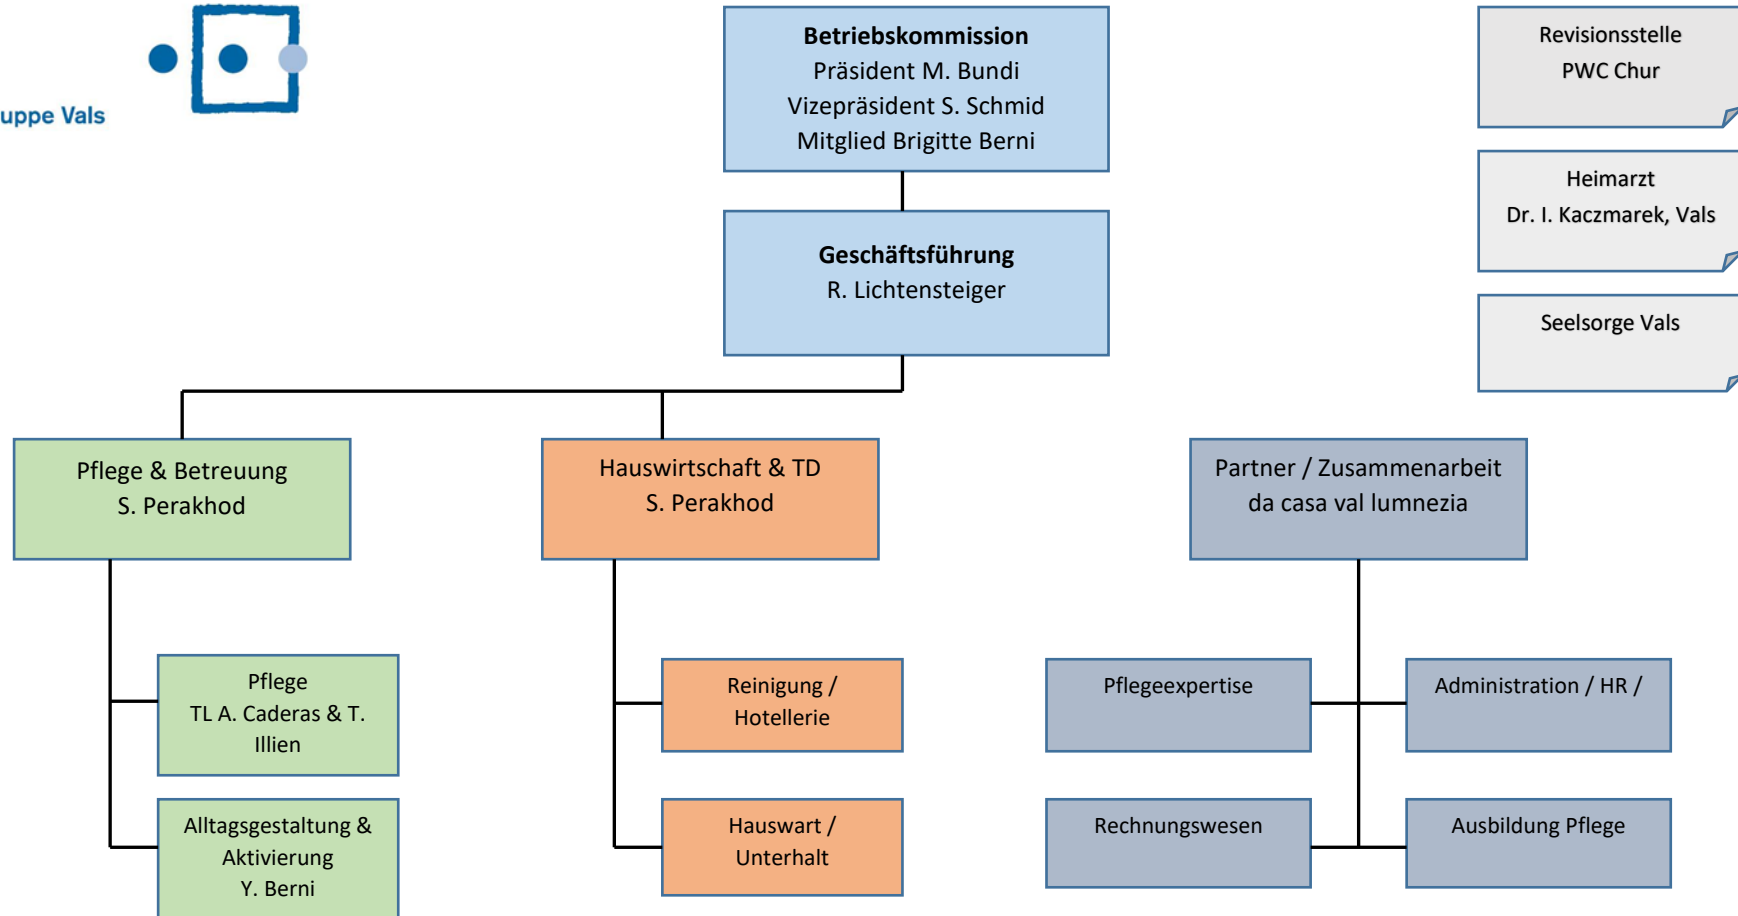 uppe Vals
Betriebskommission
Präsident M. Bundi
Vizepräsident S. Schmid
Mitglied Brigitte Berni
Revisionsstelle
PWC Chur
Heimarzt
Dr. I. Kaczmarek, Vals
Seelsorge Vals
Geschäftsführung
R. Lichtensteiger
Pflege & Betreuung
S. Perakhod
Hauswirtschaft & TD
S. Perakhod
Partner / Zusammenarbeit
da casa val lumnezia
Pflege
TL A. Caderas & T.
Illien
Alltagsgestaltung &
Aktivierung
Y. Berni
Reinigung /
Hotellerie
Hauswart /
Unterhalt
Pflegeexpertise
Administration / HR /
Rechnungswesen
Ausbildung Pflege